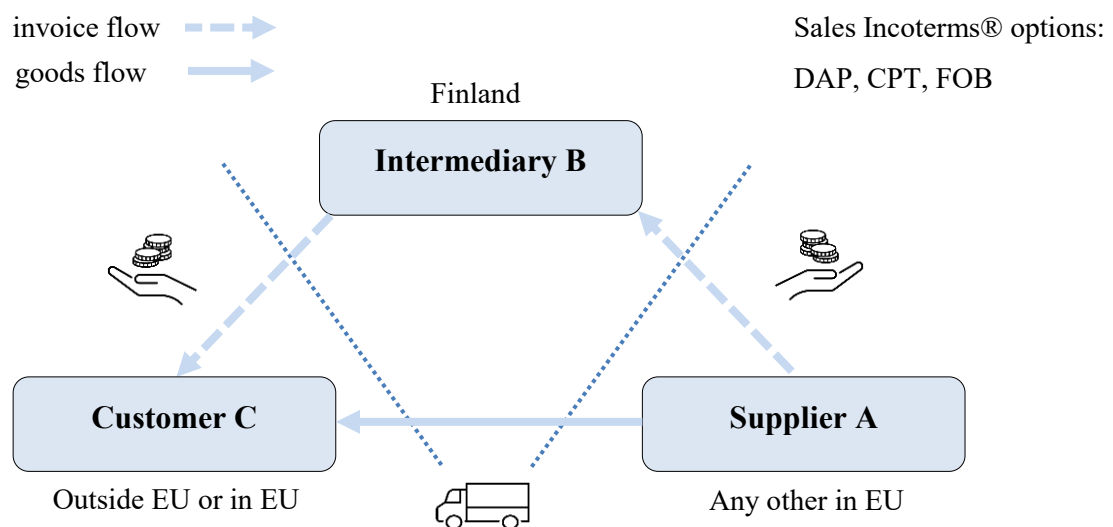 invoice flow
goods flow
Sales Incoterms® options:
DAP, CPT, FOB
Finland
Intermediary B
Customer C
Supplier A
Outside EU or in EU
Any other in EU